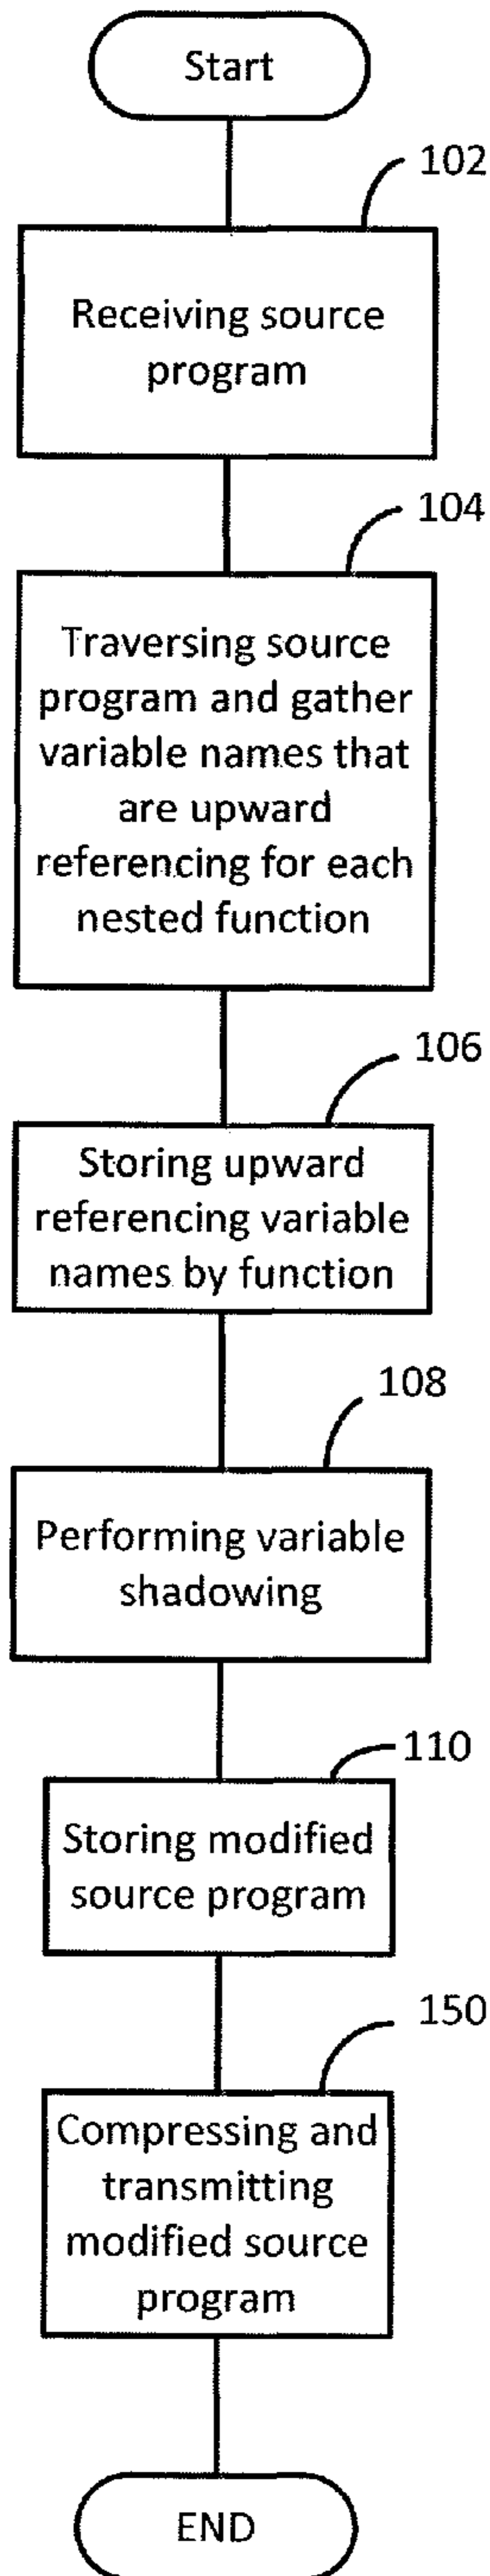 Start
102
Receiving source
program
104
Traversing source
program and gather
variable names that
are upward
referencing for each
nested function
106
Storing upward
referencing variable
names by function
108
Performing variable
shadowing
110
Storing modified
source program
150
Compressing and
transmitting
modified source
program
END